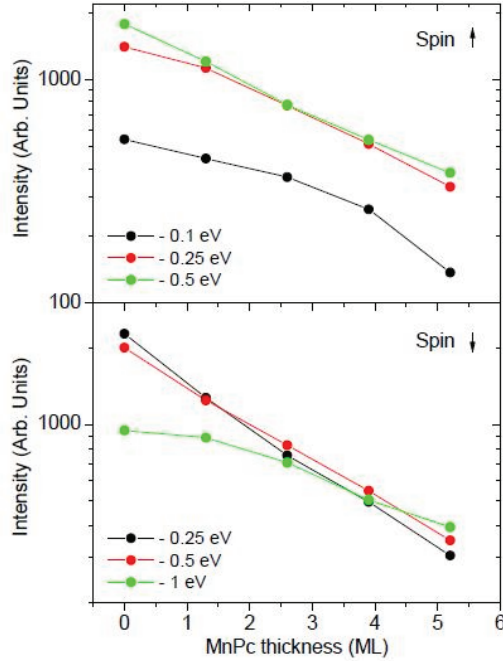 Spin ↑
Intensity (Arb. Units)
1000
100
- 0.1 eV
- 0.25 eV
- 0.5 eV
Spin ↓
Intensity (Arb. Units)
1000
- 0.25 eV
- 0.5 eV
- 1 eV
0 1 2 3 4 5 6
MnPc thickness (ML)